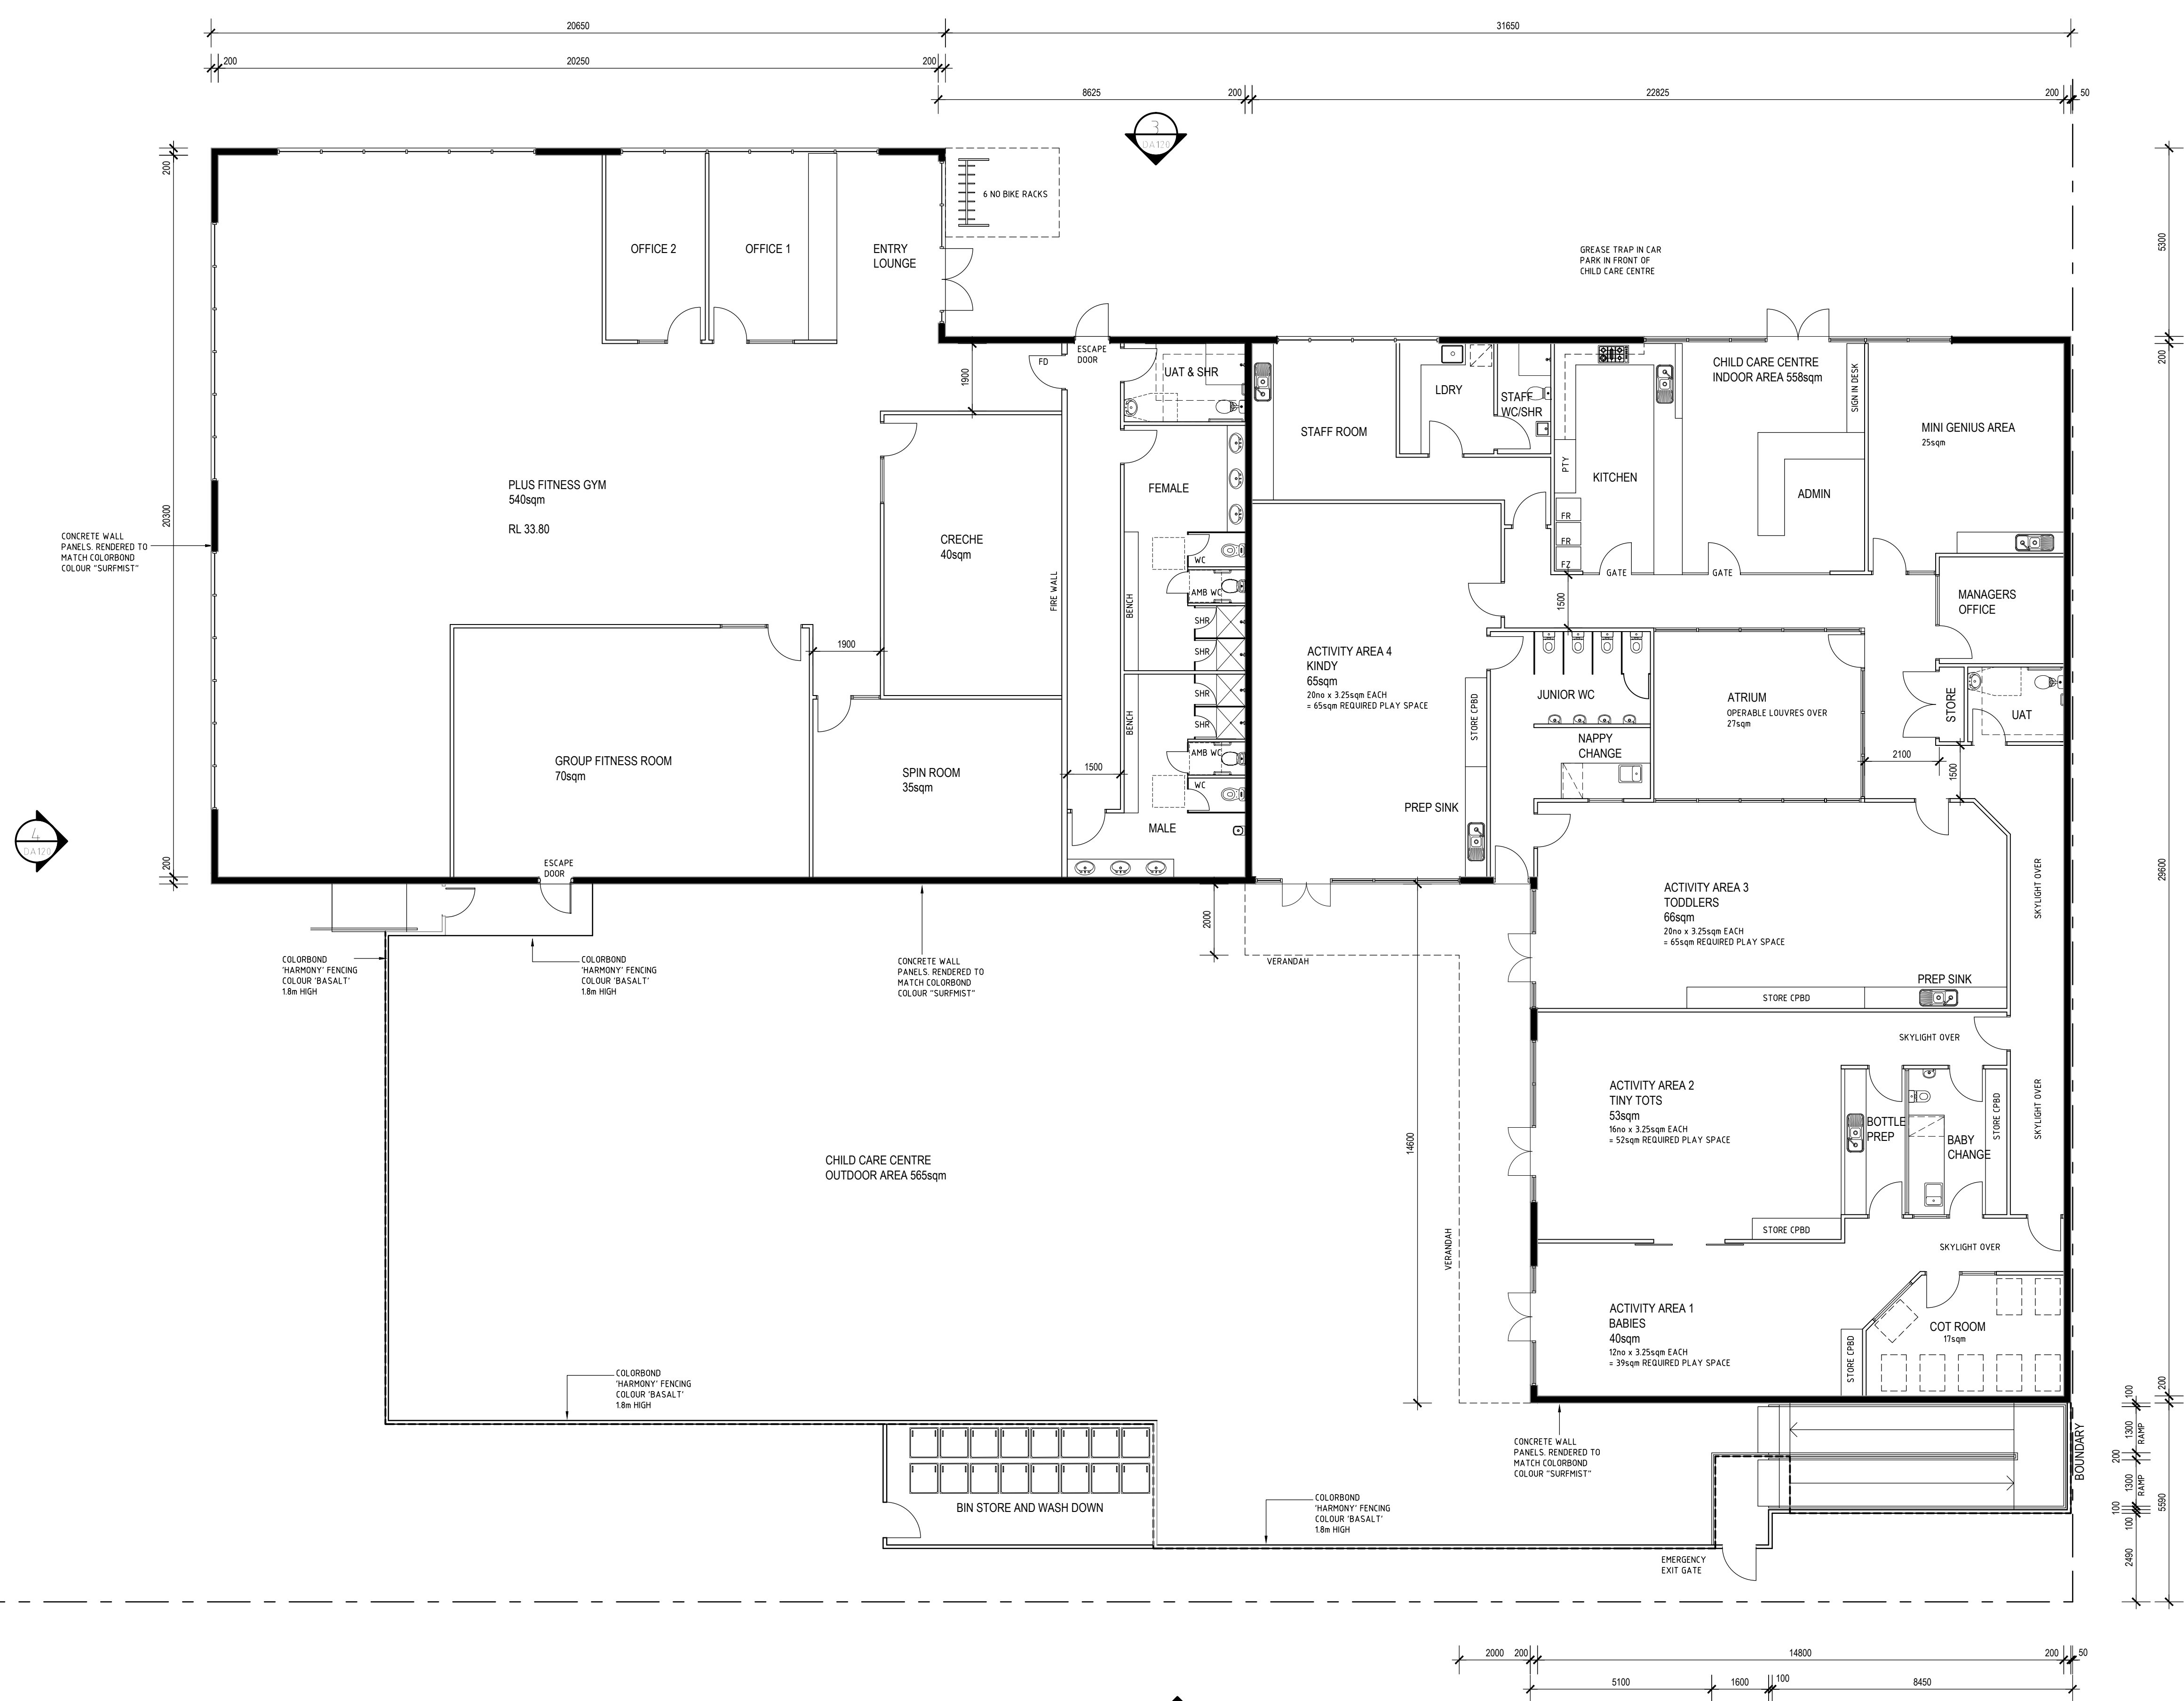 20650
31650
200
20250
200
8625
200
22825
200
50
3
DA120
200
6 NO BIKE RACKS
5300
OFFICE 2
OFFICE 1
ENTRY
LOUNGE
GREASE TRAP IN CAR
PARK IN FRONT OF
CHILD CARE CENTRE
FD
ESCAPE
DOOR
1900
UAT & SHR
LDRY
STAFF
WC/SHR
CHILD CARE CENTRE
INDOOR AREA 558sqm
SIGN IN DESK
200
STAFF ROOM
MINI GENIUS AREA
25sqm
PTY
KITCHEN
ADMIN
PLUS FITNESS GYM
540sqm
RL 33.80
FEMALE
CONCRETE WALL
PANELS. RENDERED TO
MATCH COLORBOND
COLOUR "SURFMIST"
20300
CRECHE
40sqm
FIRE WALL
WC
AMB WC
BENCH
SHR
SHR
FR
FR
FZ
GATE
GATE
1500
MANAGERS
OFFICE
1900
ACTIVITY AREA 4
KINDY
65sqm
20no x 3.25sqm EACH
= 65sqm REQUIRED PLAY SPACE
STORE CPBD
JUNIOR WC
ATRIUM
OPERABLE LOUVRES OVER
27sqm
STORE
UAT
SHR
SHR
BENCH
AMB WC
WC
NAPPY
CHANGE
2100
1500
GROUP FITNESS ROOM
70sqm
SPIN ROOM
35sqm
1500
PREP SINK
MALE
4
DA120
200
ESCAPE
DOOR
29600
2000
ACTIVITY AREA 3
TODDLERS
66sqm
20no x 3.25sqm EACH
= 65sqm REQUIRED PLAY SPACE
SKYLIGHT OVER
COLORBOND
'HARMONY' FENCING
COLOUR 'BASALT'
1.8m HIGH
COLORBOND
'HARMONY' FENCING
COLOUR 'BASALT'
1.8m HIGH
CONCRETE WALL
PANELS. RENDERED TO
MATCH COLORBOND
COLOUR "SURFMIST"
VERANDAH
PREP SINK
STORE CPBD
SKYLIGHT OVER
ACTIVITY AREA 2
TINY TOTS
53sqm
16no x 3.25sqm EACH
= 52sqm REQUIRED PLAY SPACE
BOTTLE
PREP
BABY
CHANGE
STORE CPBD
SKYLIGHT OVER
14600
CHILD CARE CENTRE
OUTDOOR AREA 565sqm
VERANDAH
STORE CPBD
SKYLIGHT OVER
ACTIVITY AREA 1
BABIES
40sqm
12no x 3.25sqm EACH
= 39sqm REQUIRED PLAY SPACE
STORE CPBD
COT ROOM
17sqm
COLORBOND
'HARMONY' FENCING
COLOUR 'BASALT'
1.8m HIGH
100
200
1300
RAMP
200
1300
RAMP
100
100
2490
5590
BOUNDARY
CONCRETE WALL
PANELS. RENDERED TO
MATCH COLORBOND
COLOUR "SURFMIST"
BIN STORE AND WASH DOWN
COLORBOND
'HARMONY' FENCING
COLOUR 'BASALT'
1.8m HIGH
EMERGENCY
EXIT GATE
2000
200
14800
200
50
5100
1600
100
8450